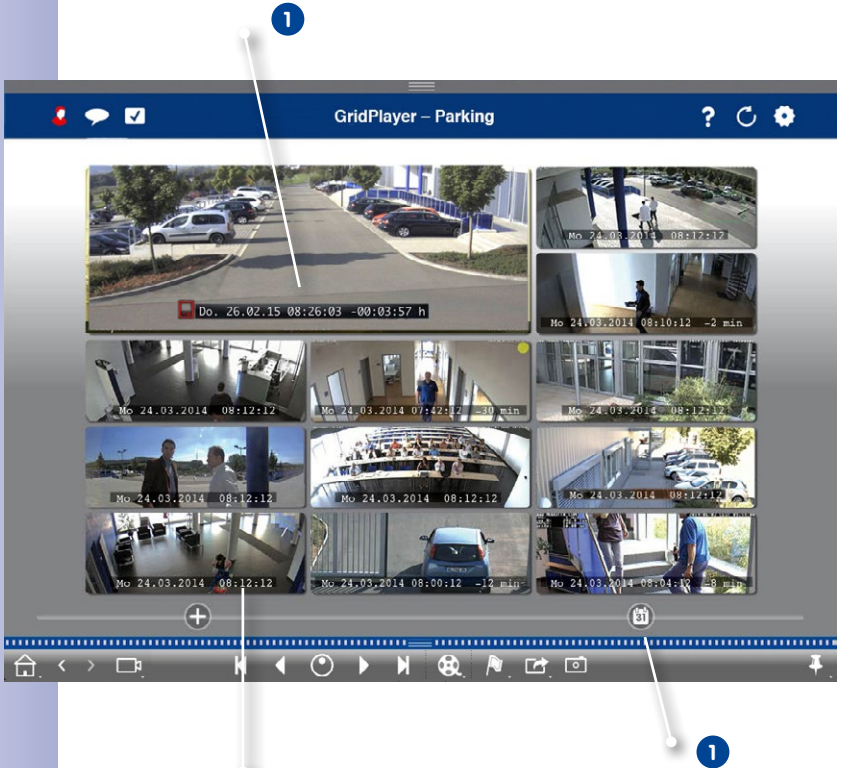 1
GridPlayer – Parking
?
Mo 24.03.2014 08:12:12
Do. 26.02.15 08:26:03 -00:03:57 h
Mo 24.03.2014 08:10:12 -2 min
Mo 24.03.2014 08:12:12
Mo 24.03.2014 07:42:12 -30 min
Mo 24.03.2014 08:12:12
Mo 24.03.2014 08:12:12
Mo 24.03.2014 08:12:12
Mo 24.03.2014 08:12:12
Mo 24.03.2014 08:12:12
Mo 24.03.2014 08:00:12 -12 min
Mo 24.03.2014 08:04:12 -8 min
31
1